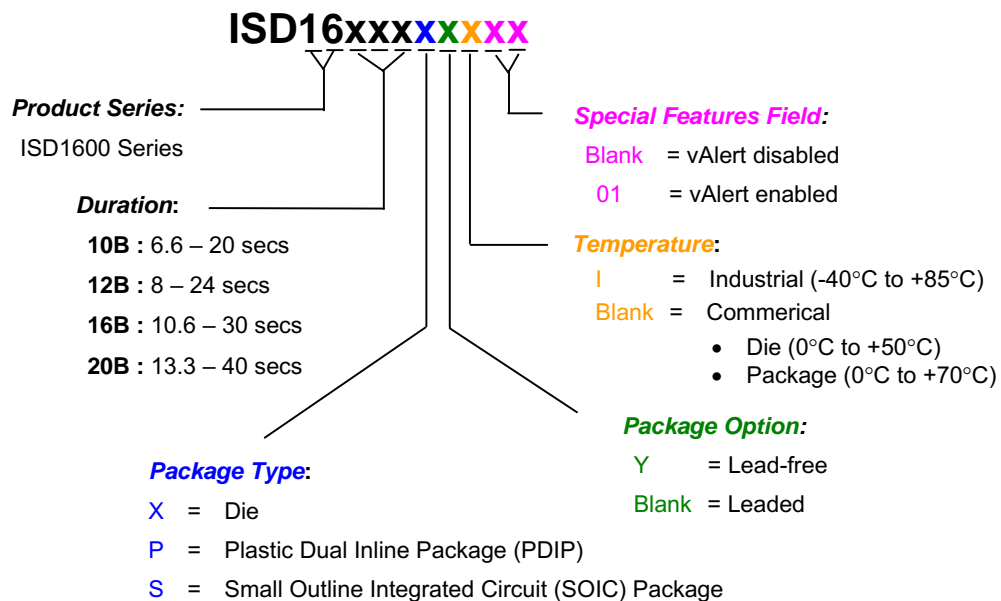 ISD16xxxxxxxx
Product Series:
ISD1600 Series
Duration:
10B : 6.6 – 20 secs
12B : 8 – 24 secs
16B : 10.6 – 30 secs
20B : 13.3 – 40 secs
Special Features Field:
Blank = vAlert disabled
01 = vAlert enabled
Temperature:
I = Industrial (-40°C to +85°C)
Blank = Commerical
• Die (0°C to +50°C)
• Package (0°C to +70°C)
Package Option:
Y = Lead-free
Blank = Leaded
Package Type:
X = Die
P = Plastic Dual Inline Package (PDIP)
S = Small Outline Integrated Circuit (SOIC) Package